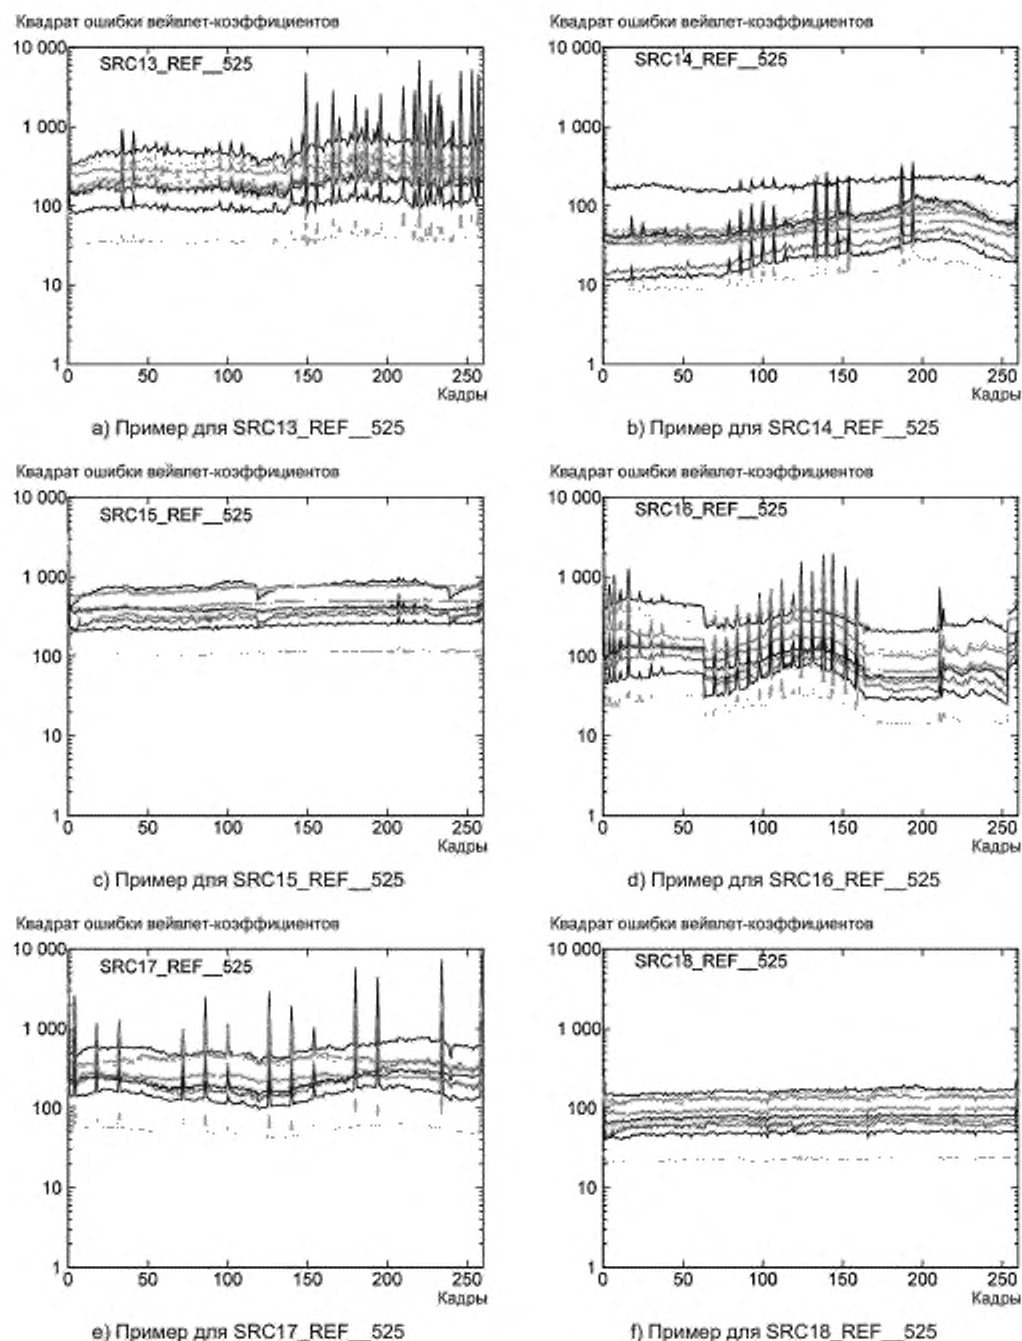 Квадрат ошибки вейвлет-коэффициентов
10 000
1 000
100
10
1
SRC13_REF__525
0 50 100 150 200 250
Кадры
a) Пример для SRC13_REF__525
Квадрат ошибки вейвлет-коэффициентов
10 000
1 000
100
10
1
SRC14_REF__525
0 50 100 150 200 250
Кадры
b) Пример для SRC14_REF__525
Квадрат ошибки вейвлет-коэффициентов
10 000
1 000
100
10
1
SRC15_REF__525
0 50 100 150 200 250
Кадры
c) Пример для SRC15_REF__525
Квадрат ошибки вейвлет-коэффициентов
10 000
1 000
100
10
1
SRC16_REF__525
0 50 100 150 200 250
Кадры
d) Пример для SRC16_REF__525
Квадрат ошибки вейвлет-коэффициентов
10 000
1 000
100
10
1
SRC17_REF__525
0 50 100 150 200 250
Кадры
e) Пример для SRC17_REF__525
Квадрат ошибки вейвлет-коэффициентов
10 000
1 000
100
10
1
SRC18_REF__525
0 50 100 150 200 250
Кадры
f) Пример для SRC18_REF__525